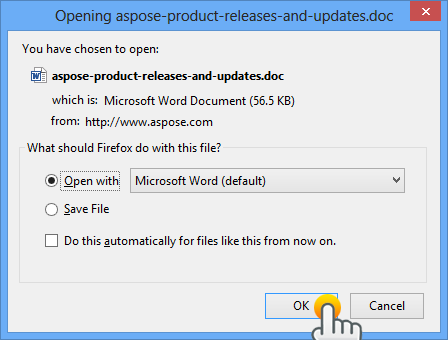 Opening aspose-product-releases-and-updates.doc
You have chosen to open:
aspose-product-releases-and-updates.doc
which is: Microsoft Word Document (56.5 KB)
from: http://www.aspose.com
What should Firefox do with this file?
Open with Microsoft Word (default)
Save File
Do this automatically for files like this from now on.
OK Cancel